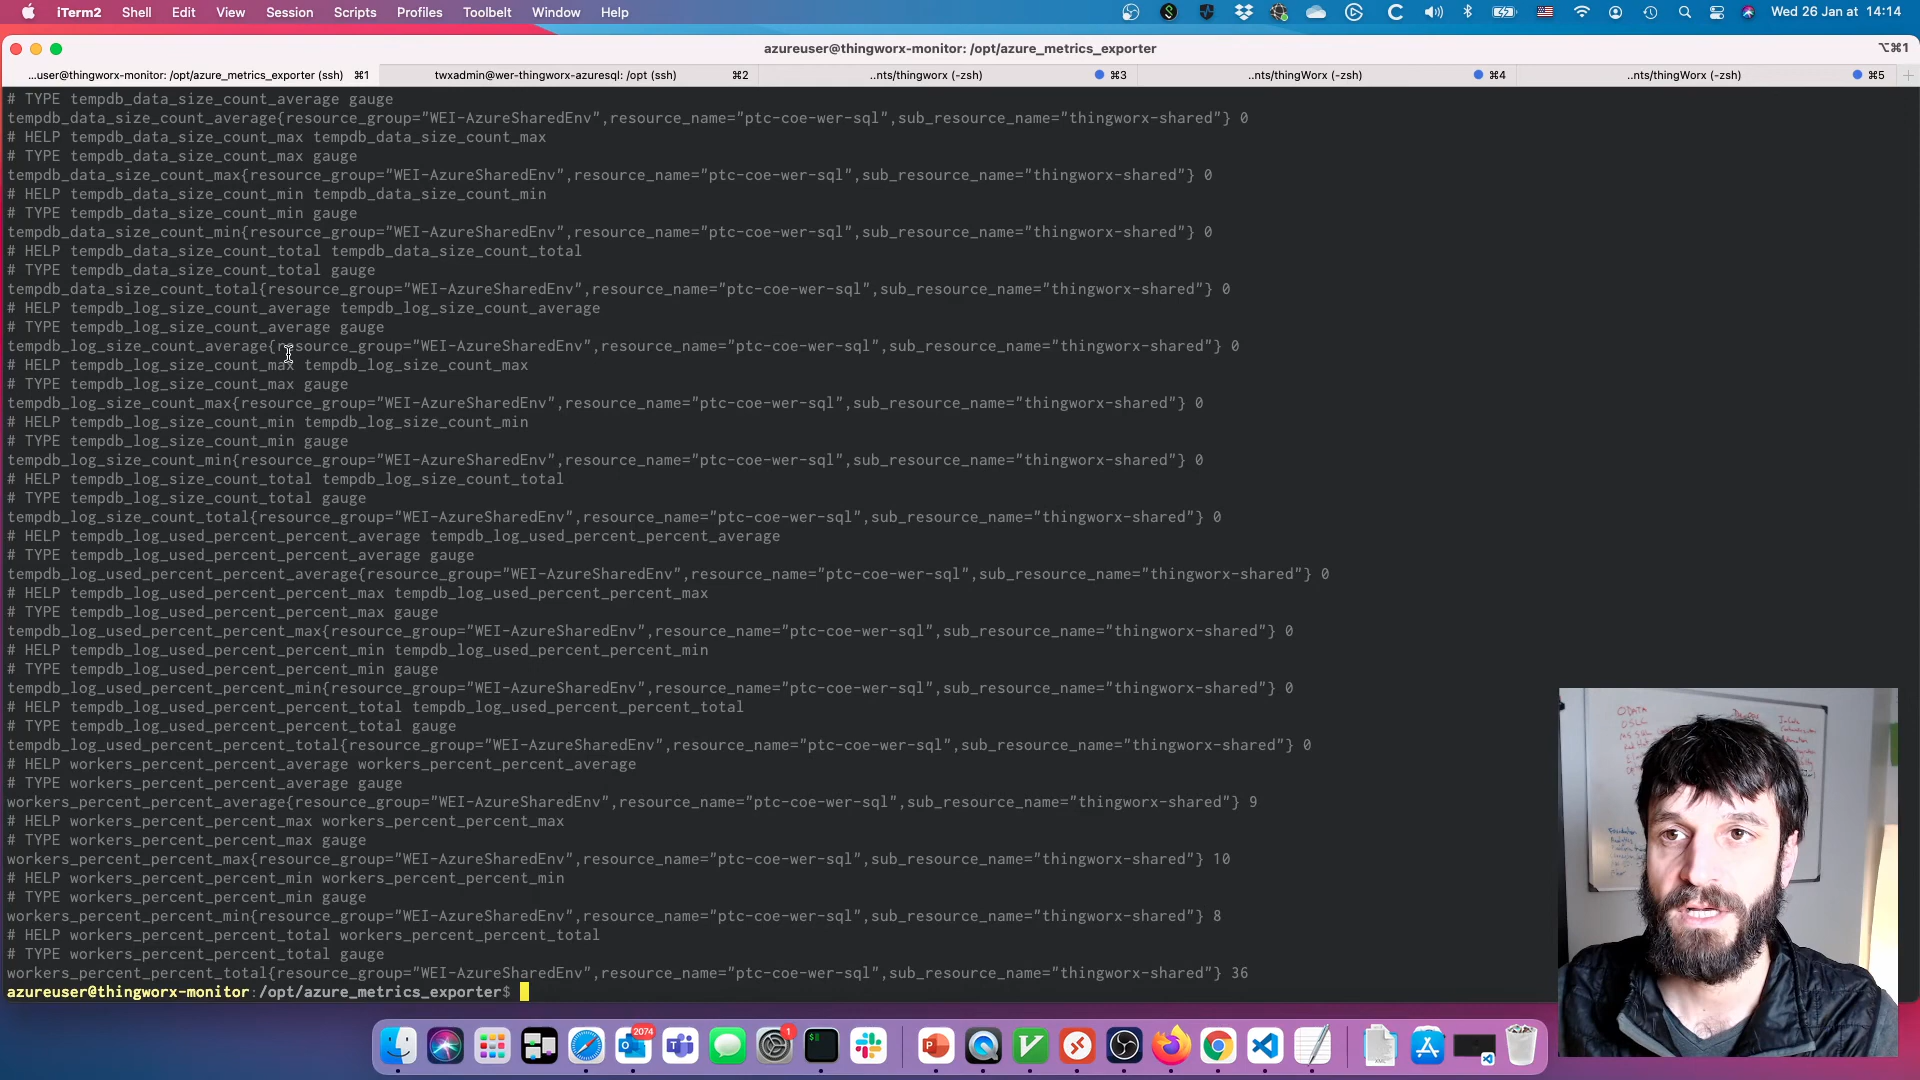 iTerm2 Shell Edit View Session Scripts Profiles Toolbelt Window Help Wed 26 Jan at 14:14
azureuser@thingworx-monitor: /opt/azure_metrics_exporter ⌥⌘1
...user@thingworx-monitor: /opt/azure_metrics_exporter (ssh) ⌘1 twxadmin@wer-thingworx-azuresql: /opt (ssh) ⌘2 ..nts/thingworx (-zsh) ⌘3 ..nts/thingWorx (-zsh) ⌘4 ..nts/thingWorx (-zsh) ⌘5
# TYPE tempdb_data_size_count_average gauge
tempdb_data_size_count_average{resource_group="WEI-AzureSharedEnv",resource_name="ptc-coe-wer-sql",sub_resource_name="thingworx-shared"} 0
# HELP tempdb_data_size_count_max tempdb_data_size_count_max
# TYPE tempdb_data_size_count_max gauge
tempdb_data_size_count_max{resource_group="WEI-AzureSharedEnv",resource_name="ptc-coe-wer-sql",sub_resource_name="thingworx-shared"} 0
# HELP tempdb_data_size_count_min tempdb_data_size_count_min
# TYPE tempdb_data_size_count_min gauge
tempdb_data_size_count_min{resource_group="WEI-AzureSharedEnv",resource_name="ptc-coe-wer-sql",sub_resource_name="thingworx-shared"} 0
# HELP tempdb_data_size_count_total tempdb_data_size_count_total
# TYPE tempdb_data_size_count_total gauge
tempdb_data_size_count_total{resource_group="WEI-AzureSharedEnv",resource_name="ptc-coe-wer-sql",sub_resource_name="thingworx-shared"} 0
# HELP tempdb_log_size_count_average tempdb_log_size_count_average
# TYPE tempdb_log_size_count_average gauge
tempdb_log_size_count_average{resource_group="WEI-AzureSharedEnv",resource_name="ptc-coe-wer-sql",sub_resource_name="thingworx-shared"} 0
# HELP tempdb_log_size_count_max tempdb_log_size_count_max
# TYPE tempdb_log_size_count_max gauge
tempdb_log_size_count_max{resource_group="WEI-AzureSharedEnv",resource_name="ptc-coe-wer-sql",sub_resource_name="thingworx-shared"} 0
# HELP tempdb_log_size_count_min tempdb_log_size_count_min
# TYPE tempdb_log_size_count_min gauge
tempdb_log_size_count_min{resource_group="WEI-AzureSharedEnv",resource_name="ptc-coe-wer-sql",sub_resource_name="thingworx-shared"} 0
# HELP tempdb_log_size_count_total tempdb_log_size_count_total
# TYPE tempdb_log_size_count_total gauge
tempdb_log_size_count_total{resource_group="WEI-AzureSharedEnv",resource_name="ptc-coe-wer-sql",sub_resource_name="thingworx-shared"} 0
# HELP tempdb_log_used_percent_percent_average tempdb_log_used_percent_percent_average
# TYPE tempdb_log_used_percent_percent_average gauge
tempdb_log_used_percent_percent_average{resource_group="WEI-AzureSharedEnv",resource_name="ptc-coe-wer-sql",sub_resource_name="thingworx-shared"} 0
# HELP tempdb_log_used_percent_percent_max tempdb_log_used_percent_percent_max
# TYPE tempdb_log_used_percent_percent_max gauge
tempdb_log_used_percent_percent_max{resource_group="WEI-AzureSharedEnv",resource_name="ptc-coe-wer-sql",sub_resource_name="thingworx-shared"} 0
# HELP tempdb_log_used_percent_percent_min tempdb_log_used_percent_percent_min
# TYPE tempdb_log_used_percent_percent_min gauge
tempdb_log_used_percent_percent_min{resource_group="WEI-AzureSharedEnv",resource_name="ptc-coe-wer-sql",sub_resource_name="thingworx-shared"} 0
# HELP tempdb_log_used_percent_percent_total tempdb_log_used_percent_percent_total
# TYPE tempdb_log_used_percent_percent_total gauge
tempdb_log_used_percent_percent_total{resource_group="WEI-AzureSharedEnv",resource_name="ptc-coe-wer-sql",sub_resource_name="thingworx-shared"} 0
# HELP workers_percent_percent_average workers_percent_percent_average
# TYPE workers_percent_percent_average gauge
workers_percent_percent_average{resource_group="WEI-AzureSharedEnv",resource_name="ptc-coe-wer-sql",sub_resource_name="thingworx-shared"} 9
# HELP workers_percent_percent_max workers_percent_percent_max
# TYPE workers_percent_percent_max gauge
workers_percent_percent_max{resource_group="WEI-AzureSharedEnv",resource_name="ptc-coe-wer-sql",sub_resource_name="thingworx-shared"} 10
# HELP workers_percent_percent_min workers_percent_percent_min
# TYPE workers_percent_percent_min gauge
workers_percent_percent_min{resource_group="WEI-AzureSharedEnv",resource_name="ptc-coe-wer-sql",sub_resource_name="thingworx-shared"} 8
# HELP workers_percent_percent_total workers_percent_percent_total
# TYPE workers_percent_percent_total gauge
workers_percent_percent_total{resource_group="WEI-AzureSharedEnv",resource_name="ptc-coe-wer-sql",sub_resource_name="thingworx-shared"} 36
azureuser@thingworx-monitor:/opt/azure_metrics_exporter$
ODATA
OSLC
2074
1